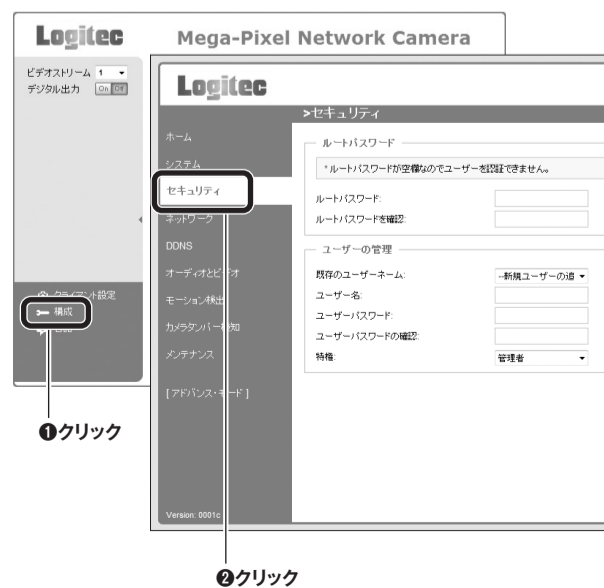 Logitec
Mega-Pixel Network Camera
ビデオストリーム 1
デジタル出力 On Off
クライアント設定
構成
❶クリック
Logitec
>セキュリティ
ホーム
システム
セキュリティ
ネットワーク
DDNS
オーディオとビデオ
モーション検出
カメラタンパー検知
メンテナンス
[アドバンス・モード]
Version: 0001c
ルートパスワード
*ルートパスワードが空欄なのでユーザーを認証できません。
ルートパスワード:
ルートパスワードを確認:
ユーザーの管理
既存のユーザーネーム: --新規ユーザーの追
ユーザー名:
ユーザーパスワード:
ユーザーパスワードの確認:
特権: 管理者
❷クリック